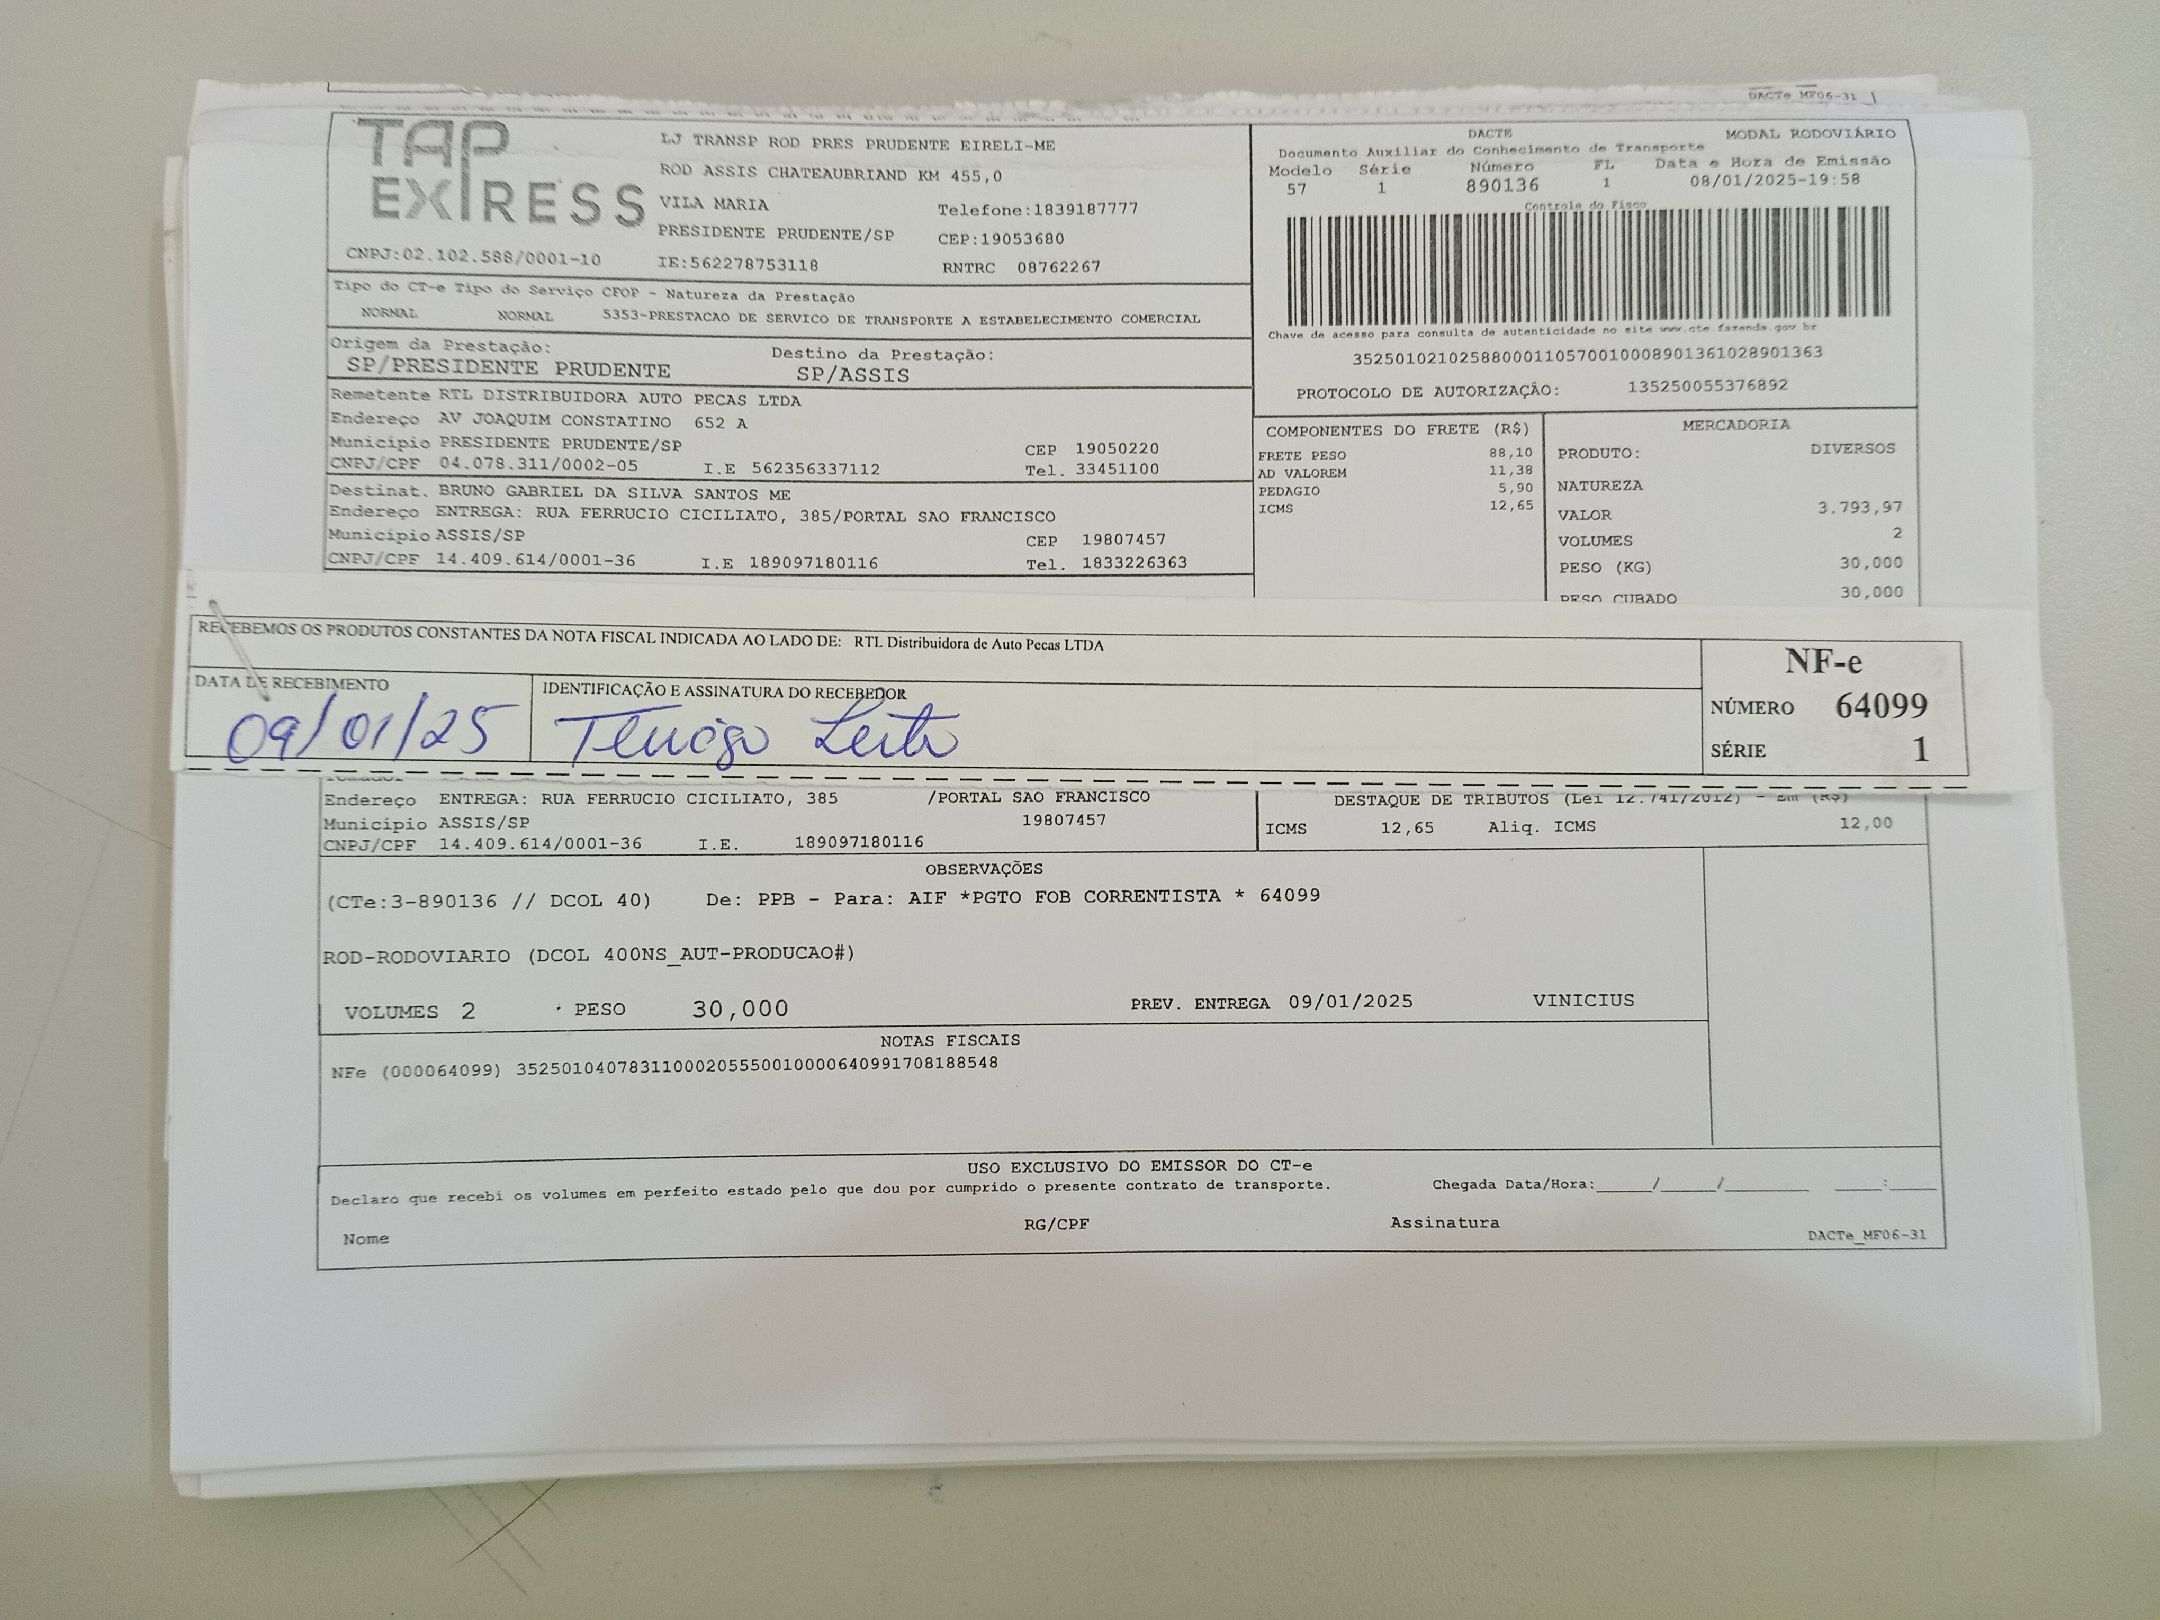 DACTe MF06-31
TAP
EXPRESS
LJ TRANSP ROD PRES PRUDENTE EIRELI-ME
ROD ASSIS CHATEAUBRIAND KM 455,0
VILA MARIA Telefone:1839187777
PRESIDENTE PRUDENTE/SP CEP:19053680
CNPJ:02.102.588/0001-10 IE:562278753118 RNTRC 08762267
DACTE MODAL RODOVIÁRIO
Documento Auxiliar do Conhecimento de Transporte
Modelo Série Número FL Data e Hora de Emissão
57 1 890136 1 08/01/2025-19:58
Controle do Fisco
Chave de acesso para consulta de autenticidade no site www.cte fazenda.gov br
35250102102588000110570010008901361028901363
PROTOCOLO DE AUTORIZAÇÃO: 135250055376892
Tipo do CT-e Tipo do Serviço CFOP - Natureza da Prestação
NORMAL NORMAL 5353-PRESTACAO DE SERVICO DE TRANSPORTE A ESTABELECIMENTO COMERCIAL
Origem da Prestação: Destino da Prestação:
SP/PRESIDENTE PRUDENTE SP/ASSIS
Remetente RTL DISTRIBUIDORA AUTO PECAS LTDA
Endereço AV JOAQUIM CONSTATINO 652 A
Município PRESIDENTE PRUDENTE/SP CEP 19050220
CNPJ/CPF 04.078.311/0002-05 I.E 562356337112 Tel. 33451100
Destinat. BRUNO GABRIEL DA SILVA SANTOS ME
Endereço ENTREGA: RUA FERRUCIO CICILIATO, 385/PORTAL SAO FRANCISCO
Município ASSIS/SP CEP 19807457
CNPJ/CPF 14.409.614/0001-36 I.E 189097180116 Tel. 1833226363
COMPONENTES DO FRETE (R$)
FRETE PESO 88,10
AD VALOREM 11,38
PEDAGIO 5,90
ICMS 12,65
MERCADORIA
PRODUTO: DIVERSOS
NATUREZA
VALOR 3.793,97
VOLUMES 2
PESO (KG) 30,000
PESO CUBADO 30,000
RECEBEMOS OS PRODUTOS CONSTANTES DA NOTA FISCAL INDICADA AO LADO DE: RTL Distribuidora de Auto Pecas LTDA
DATA DE RECEBIMENTO IDENTIFICAÇÃO E ASSINATURA DO RECEBEDOR
09/01/25
NF-e
NÚMERO 64099
SÉRIE 1
Endereço ENTREGA: RUA FERRUCIO CICILIATO, 385 /PORTAL SAO FRANCISCO
Município ASSIS/SP 19807457
CNPJ/CPF 14.409.614/0001-36 I.E. 189097180116
DESTAQUE DE TRIBUTOS (Lei 12.741/2012) - Em (R$)
ICMS 12,65 Aliq. ICMS 12,00
OBSERVAÇÕES
(CTe:3-890136 // DCOL 40) De: PPB - Para: AIF *PGTO FOB CORRENTISTA * 64099
ROD-RODOVIARIO (DCOL 400NS_AUT-PRODUCAO#)
VOLUMES 2 PESO 30,000 PREV. ENTREGA 09/01/2025 VINICIUS
NOTAS FISCAIS
NFe (000064099) 35250104078311000205550010000640991708188548
USO EXCLUSIVO DO EMISSOR DO CT-e
Declaro que recebi os volumes em perfeito estado pelo que dou por cumprido o presente contrato de transporte. Chegada Data/Hora:_____/_____/_______ ____:____
Nome RG/CPF Assinatura
DACTe_MF06-31